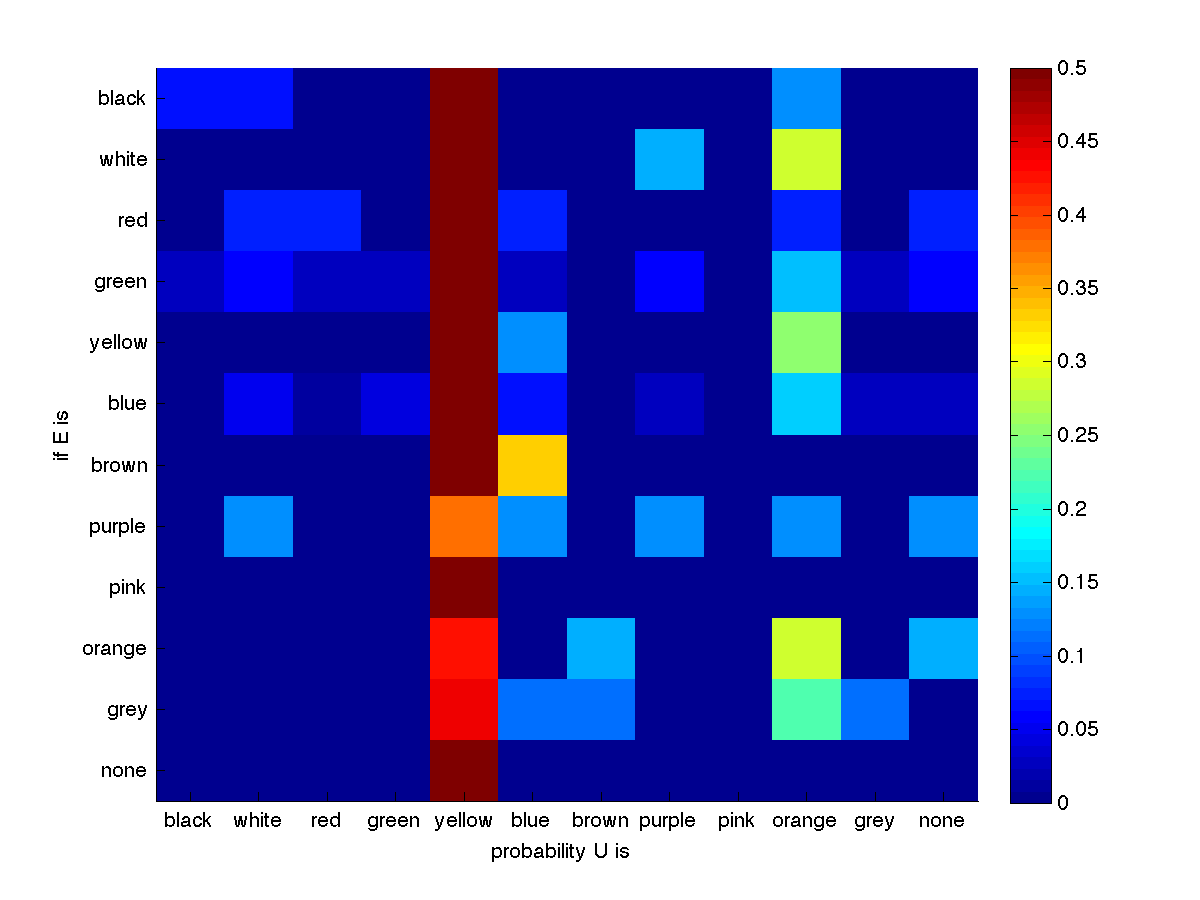 black
white
red
green
yellow
blue
brown
purple
pink
orange
grey
none
if E is
black white red green yellow blue brown purple pink orange grey none
probability U is
0.5
0.45
0.4
0.35
0.3
0.25
0.2
0.15
0.1
0.05
0